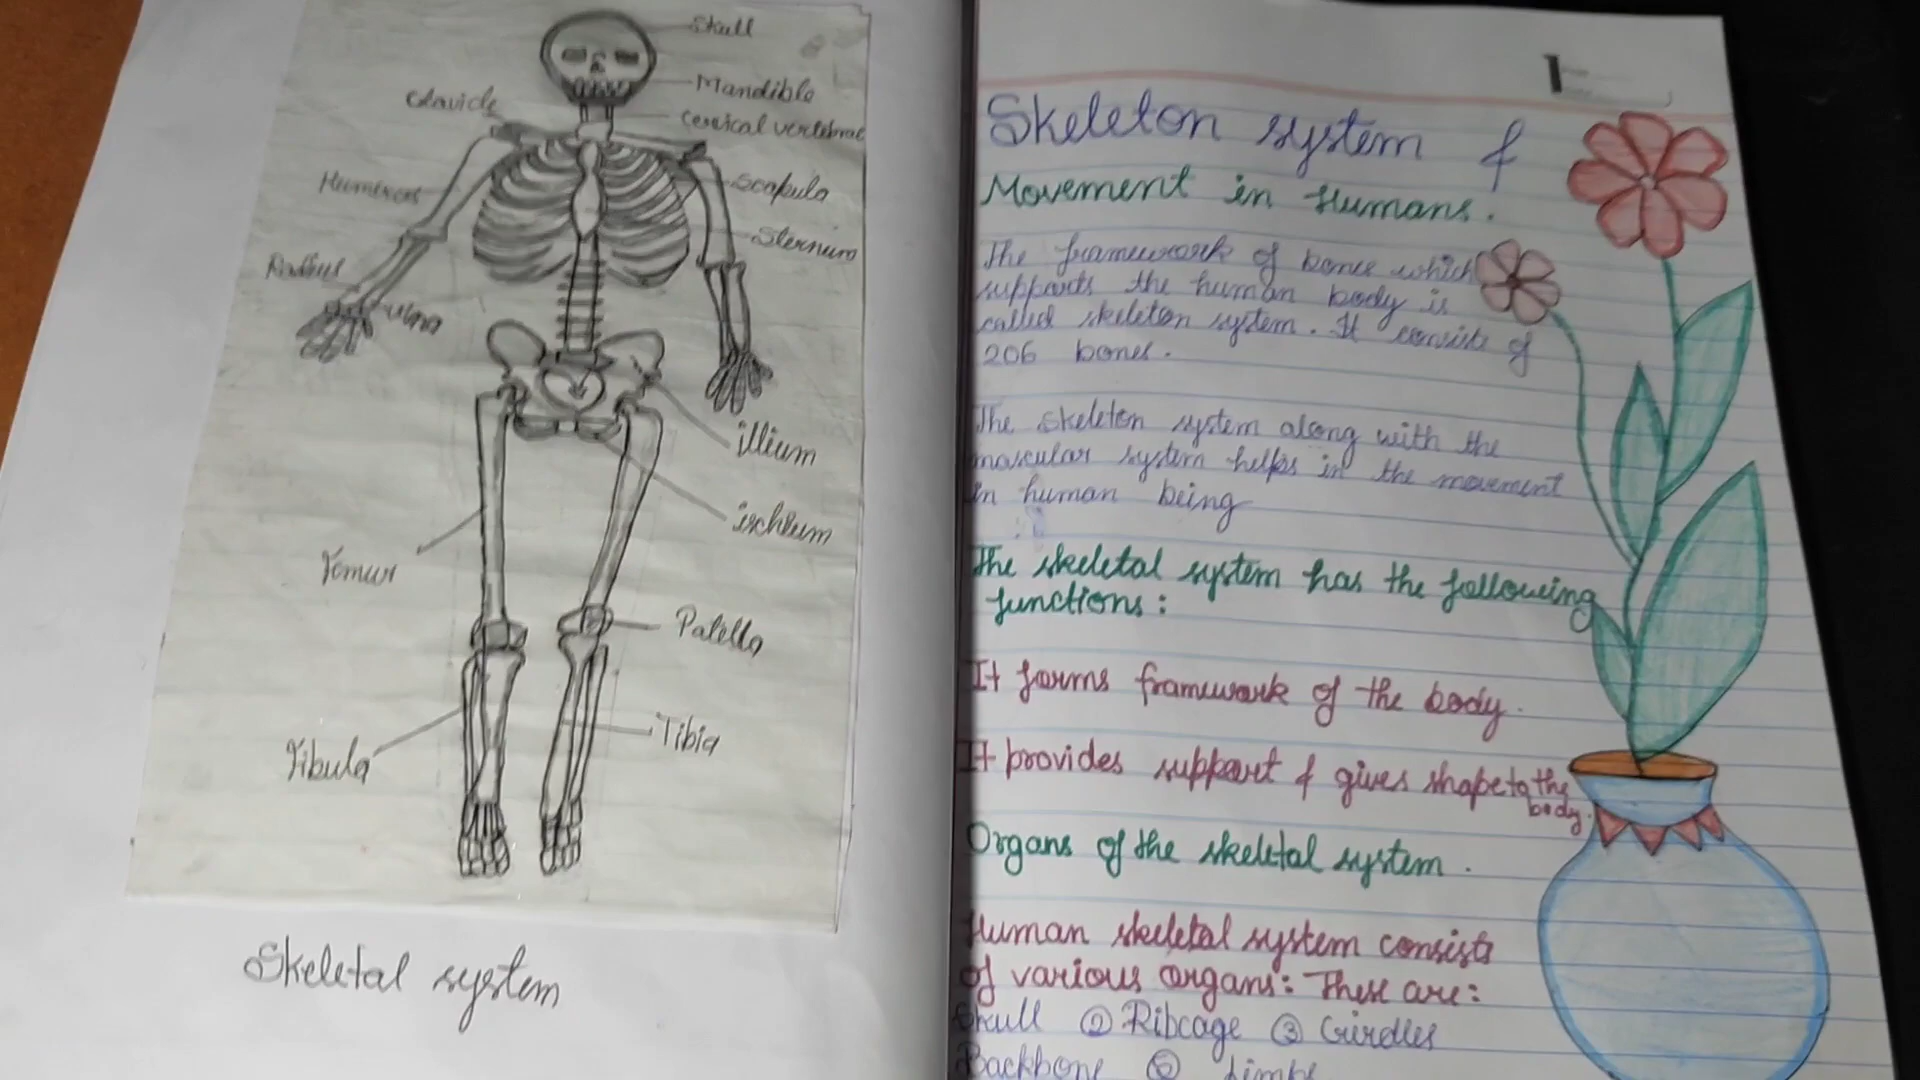 Skull
Mandible
Cervical vertebrae
Clavicle
Scapula
Humerus
Sternum
Radius
Ulna
illium
ischium
Femur
Patella
Fibula
Tibia
Skeletal system
Skeleton system &
Movement in Humans.
The framework of bones which
supports the human body is
called skeleton system. It consists of
206 bones.
The skeleton system along with the
mascular system helps in the movement
in human being
The skeletal system has the following
functions:
It forms framework of the body.
It provides support & gives shape to the
body.
Organs of the skeletal system.
Human skeletal system consists
of various organs: These are:
Skull ② Ribcage ③ Girdles
Backbone ⑤ Limbs